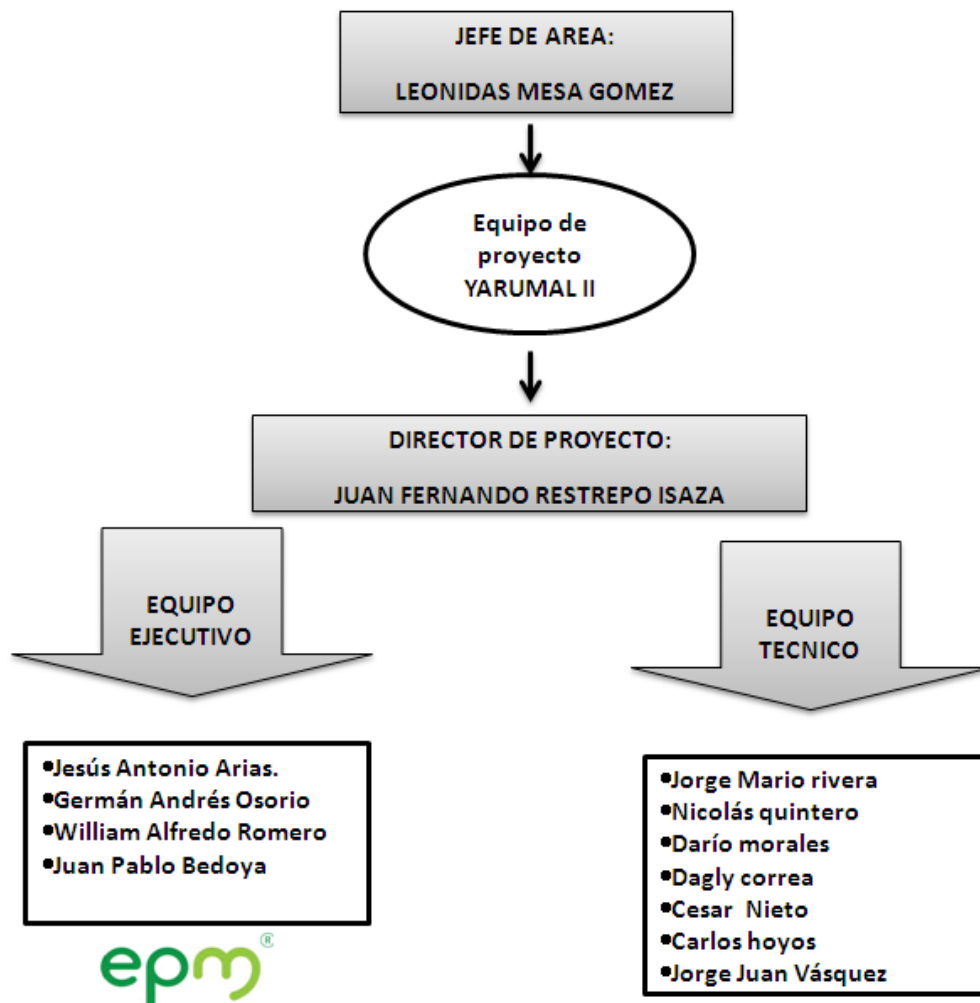 JEFE DE AREA:
LEONIDAS MESA GOMEZ
Equipo de
proyecto
YARUMAL II
DIRECTOR DE PROYECTO:
JUAN FERNANDO RESTREPO ISAZA
EQUIPO
EJECUTIVO
EQUIPO
TECNICO
•Jesús Antonio Arias.
•Germán Andrés Osorio
•William Alfredo Romero
•Juan Pablo Bedoya
•Jorge Mario rivera
•Nicolás quintero
•Darío morales
•Dagly correa
•Cesar Nieto
•Carlos hoyos
•Jorge Juan Vásquez
epm®